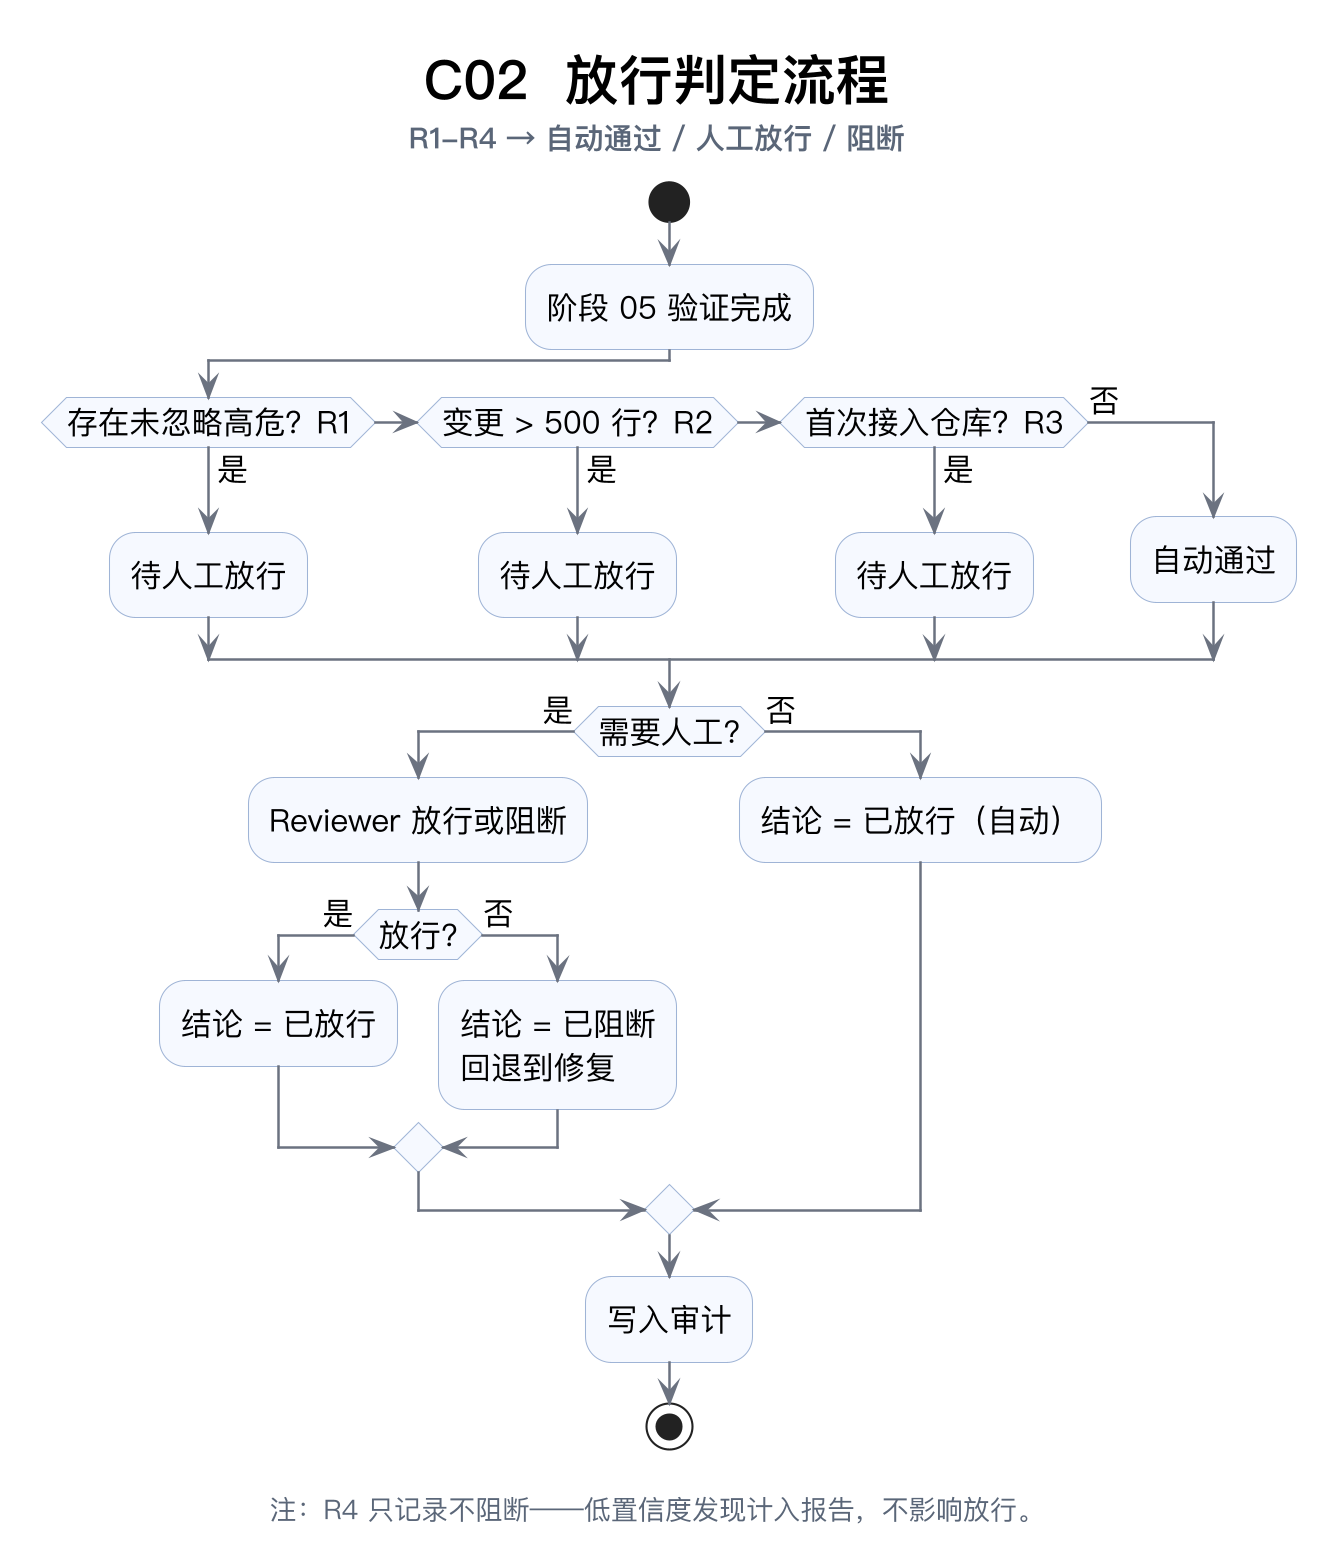 C02 放行判定流程
R1–R4 → 自动通过 / 人工放行 / 阻断
阶段 05 验证完成
存在未忽略高危？R1
变更 > 500 行？R2
首次接入仓库？R3
否
是
是
是
待人工放行
待人工放行
待人工放行
自动通过
是
需要人工？
否
Reviewer 放行或阻断
结论 = 已放行（自动）
是
放行？
否
结论 = 已放行
结论 = 已阻断
回退到修复
写入审计
注：R4 只记录不阻断——低置信度发现计入报告，不影响放行。